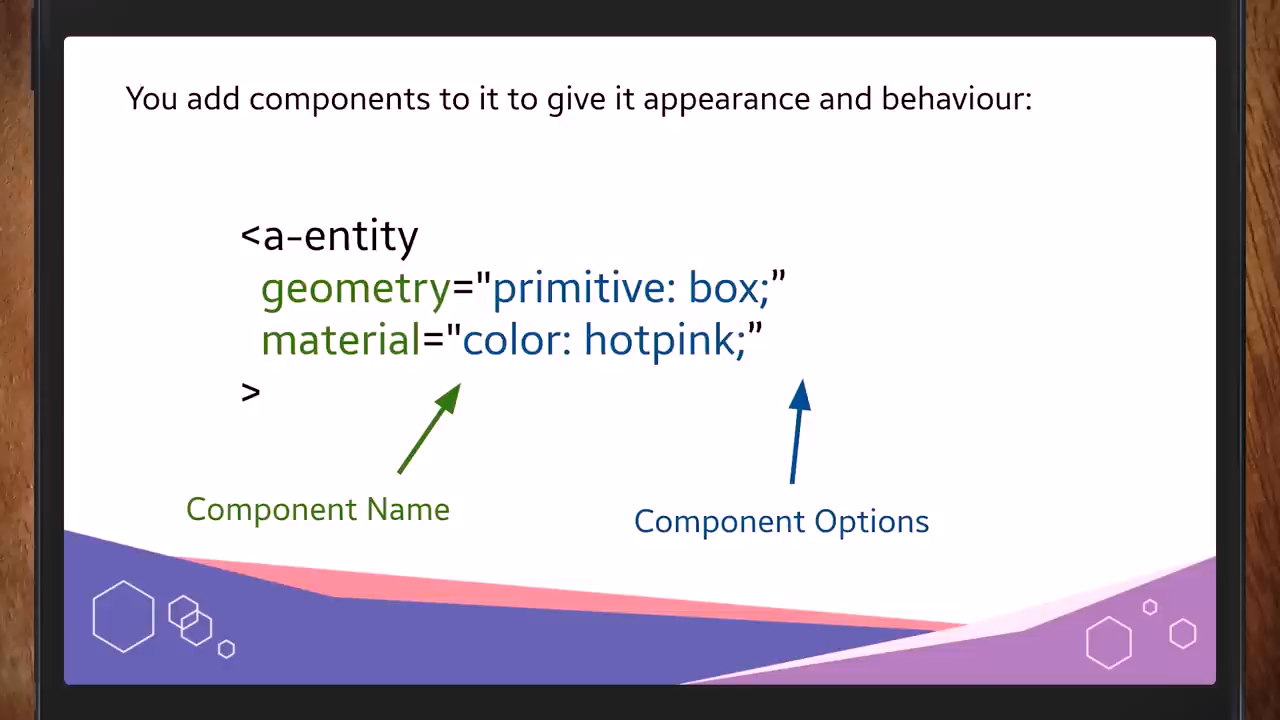 You add components to it to give it appearance and behaviour:
<a-entity
geometry="primitive: box;”
material="color: hotpink;”
>
Component Name
Component Options